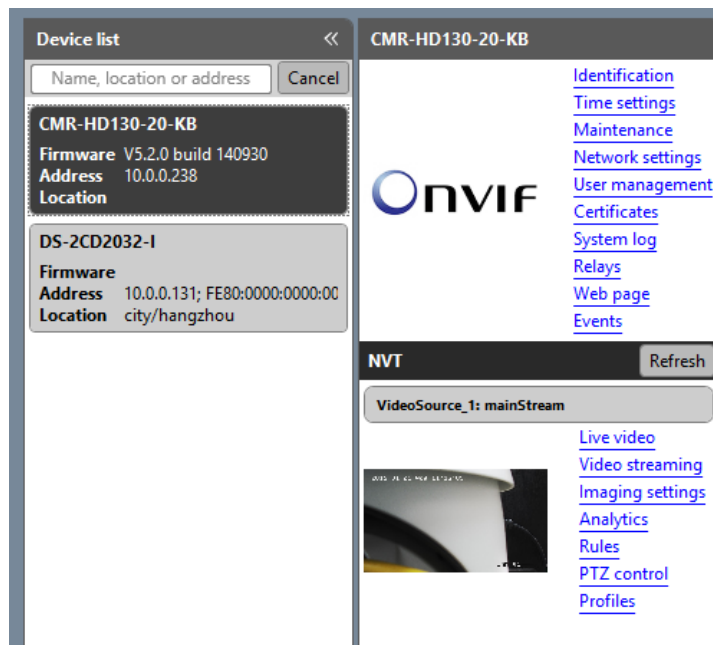 Device list
Name, location or address Cancel
CMR-HD130-20-KB
Firmware V5.2.0 build 140930
Address 10.0.0.238
Location
DS-2CD2032-I
Firmware
Address 10.0.0.131; FE80:0000:0000:00
Location city/hangzhou
CMR-HD130-20-KB
ONVIF
Identification
Time settings
Maintenance
Network settings
User management
Certificates
System log
Relays
Web page
Events
NVT Refresh
VideoSource_1: mainStream
Live video
Video streaming
Imaging settings
Analytics
Rules
PTZ control
Profiles